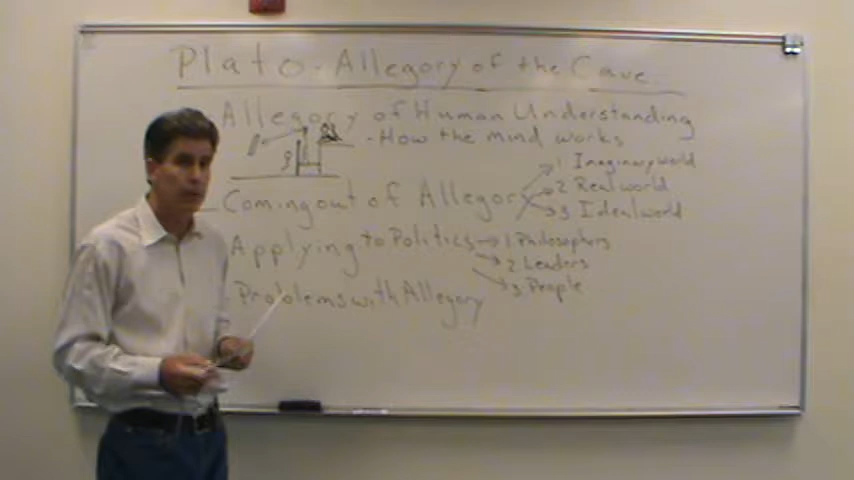 Plato - Allegory of the Cave
Allegory of Human Understanding
- How the mind works
1 Imaginary world
2 Real world
3 Ideal world
Coming out of Allegory
Applying to Politics
1. Philosophers
2 Leaders
3 People
Problems with Allegory